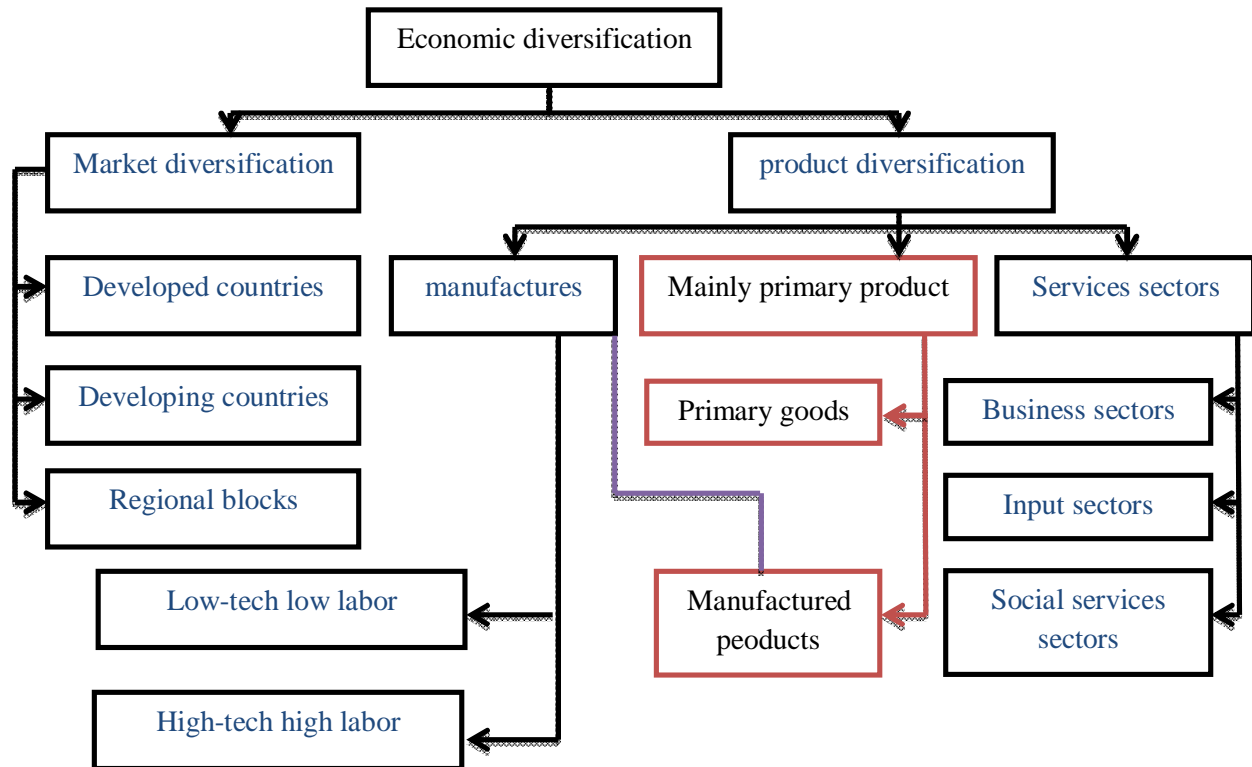 Economic diversification
Market diversification
product diversification
Developed countries
manufactures
Mainly primary product
Services sectors
Developing countries
Primary goods
Business sectors
Regional blocks
Input sectors
Low-tech low labor
Manufactured
peoducts
Social services
sectors
High-tech high labor